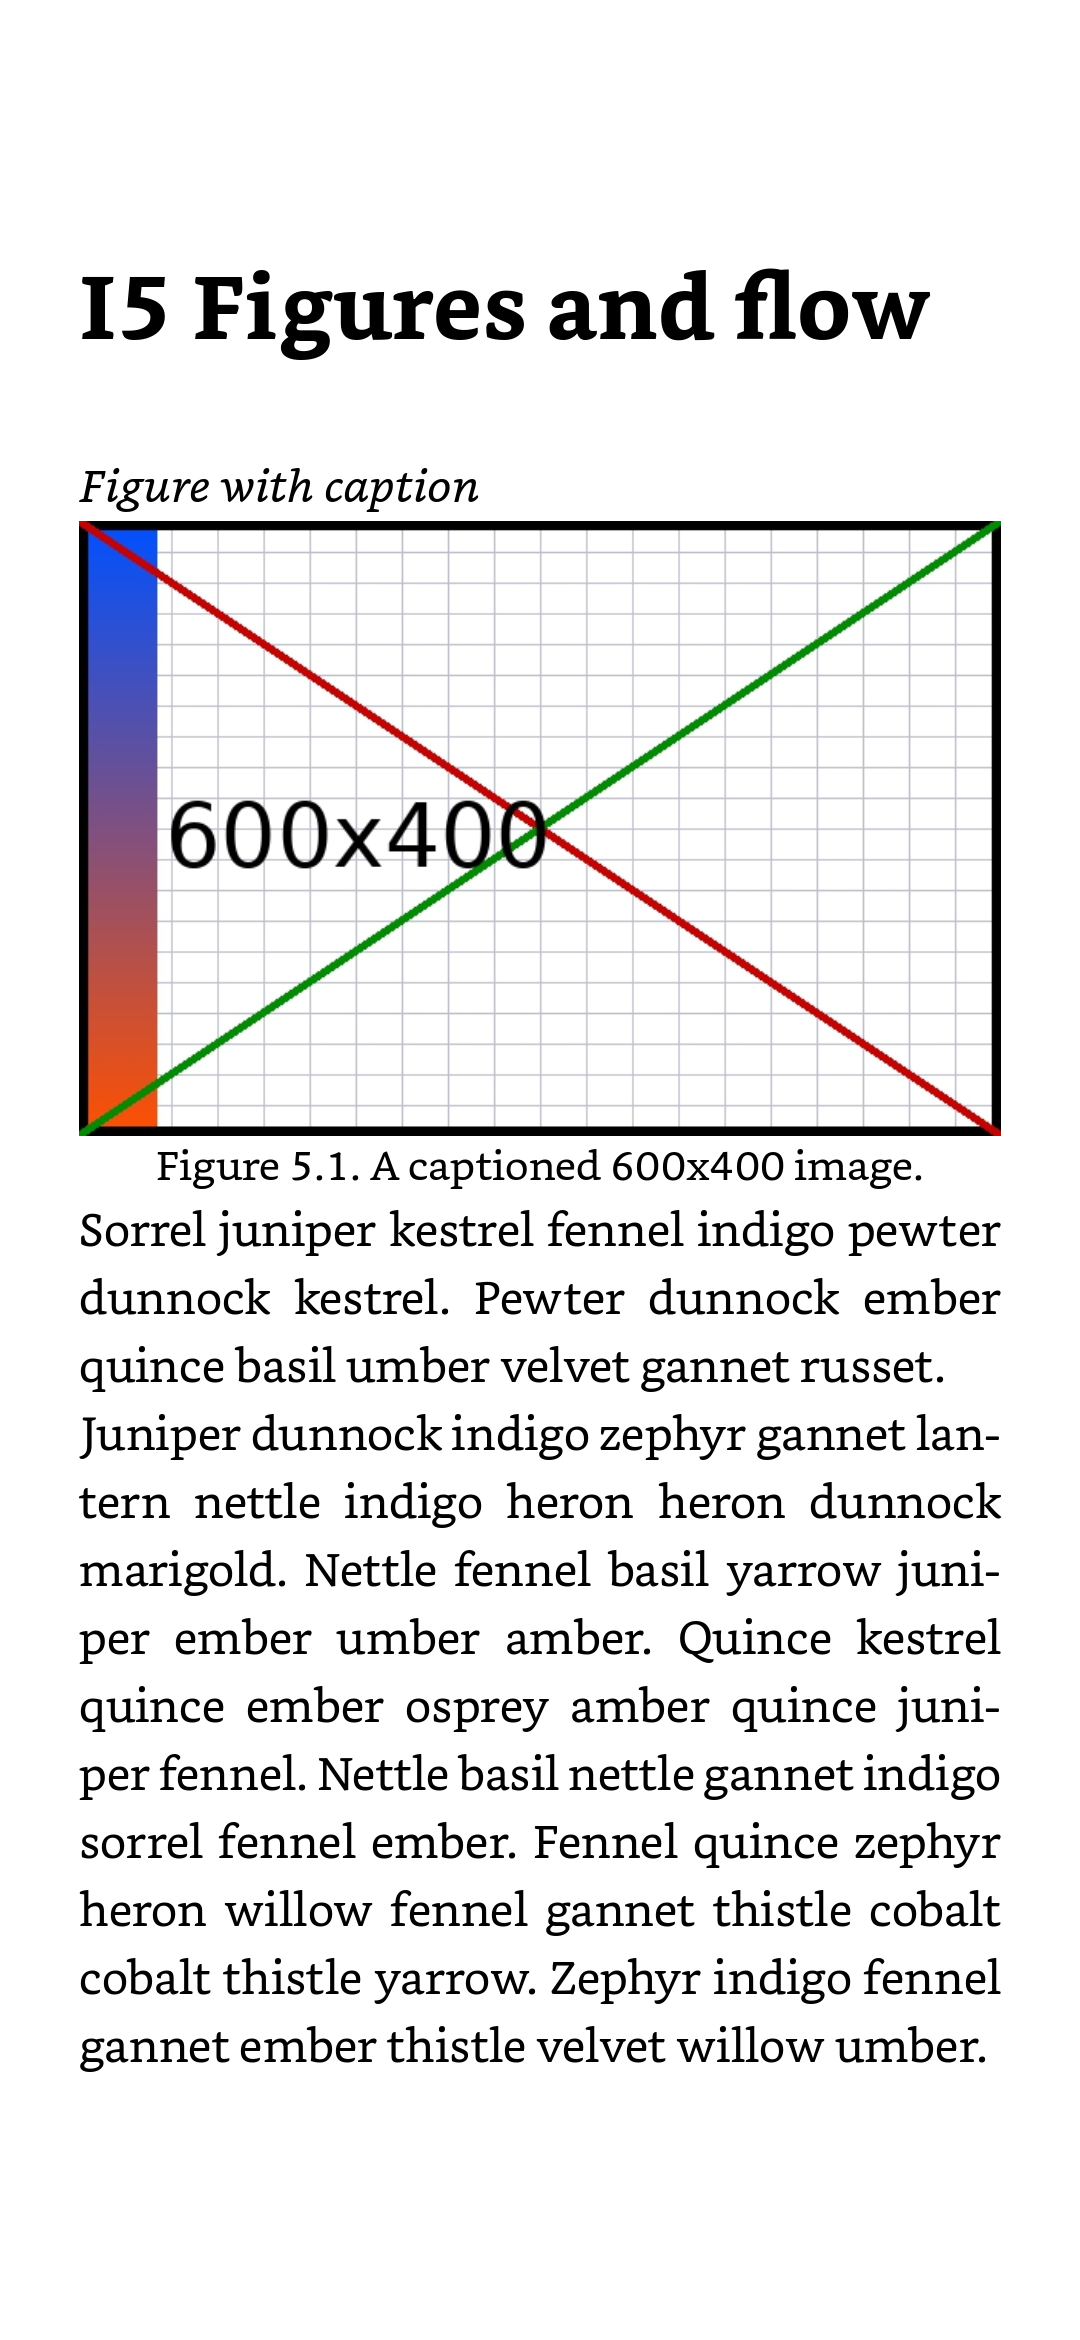 I5 Figures and flow
Figure with caption
600x400
Figure 5.1. A captioned 600x400 image.
Sorrel juniper kestrel fennel indigo pewter
dunnock kestrel. Pewter dunnock ember
quince basil umber velvet gannet russet.
Juniper dunnock indigo zephyr gannet lan-
tern nettle indigo heron heron dunnock
marigold. Nettle fennel basil yarrow juni-
per ember umber amber. Quince kestrel
quince ember osprey amber quince juni-
per fennel. Nettle basil nettle gannet indigo
sorrel fennel ember. Fennel quince zephyr
heron willow fennel gannet thistle cobalt
cobalt thistle yarrow. Zephyr indigo fennel
gannet ember thistle velvet willow umber.